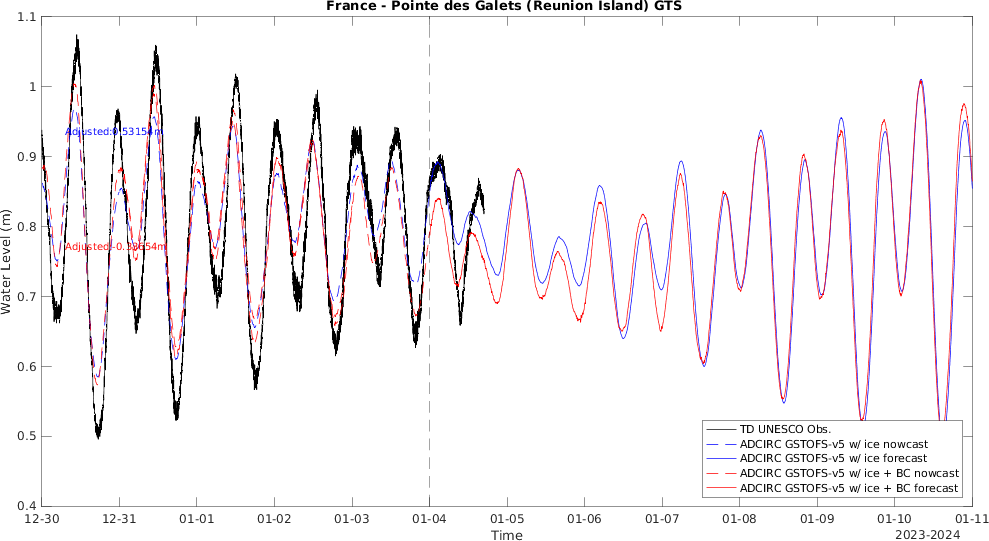 France - Pointe des Galets (Reunion Island) GTS
Water Level (m)
1.1
1
0.9
0.8
0.7
0.6
0.5
0.4
Adjusted:0.53154m
Adjusted:-0.13654m
TD UNESCO Obs.
ADCIRC GSTOFS-v5 w/ ice nowcast
ADCIRC GSTOFS-v5 w/ ice forecast
ADCIRC GSTOFS-v5 w/ ice + BC nowcast
ADCIRC GSTOFS-v5 w/ ice + BC forecast
12-30 12-31 01-01 01-02 01-03 01-04 01-05 01-06 01-07 01-08 01-09 01-10 01-11
Time
2023-2024